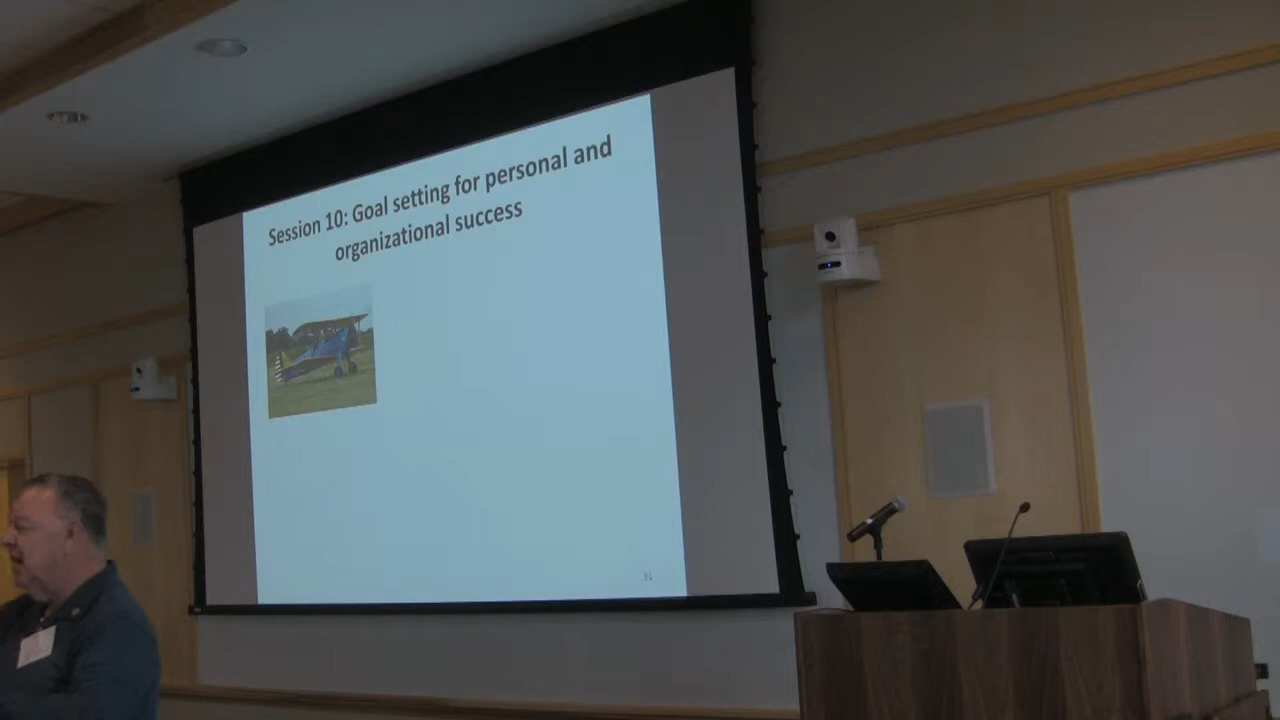 Session 10: Goal setting for personal and
organizational success